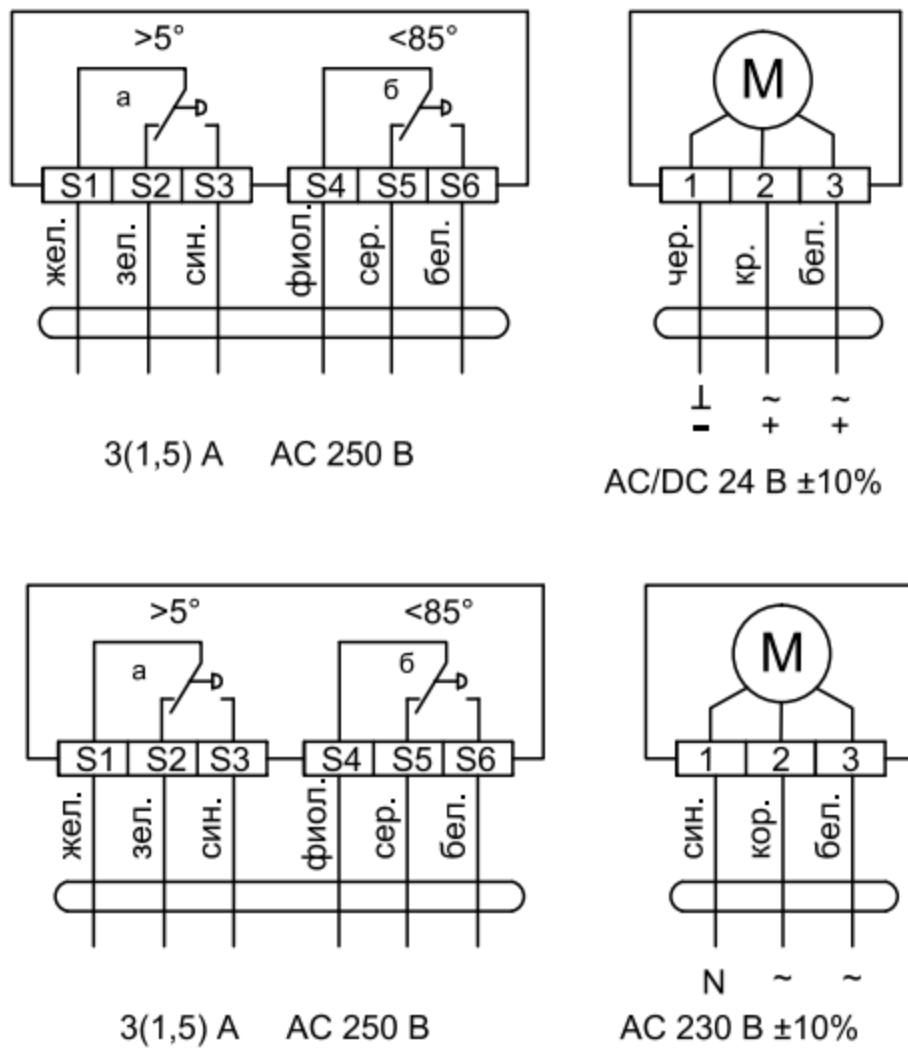 >5° <85° M
а б
S1 S2 S3 S4 S5 S6 1 2 3
жел. зел. син. фиол. сер. бел. чер. кр. бел.
⊥ ~ ~
- + +
3(1,5) А АС 250 В
AC/DC 24 В ±10%
>5° <85° M
а б
S1 S2 S3 S4 S5 S6 1 2 3
жел. зел. син. фиол. сер. бел. син. кор. бел.
N ~ ~
3(1,5) А АС 250 В AC 230 В ±10%